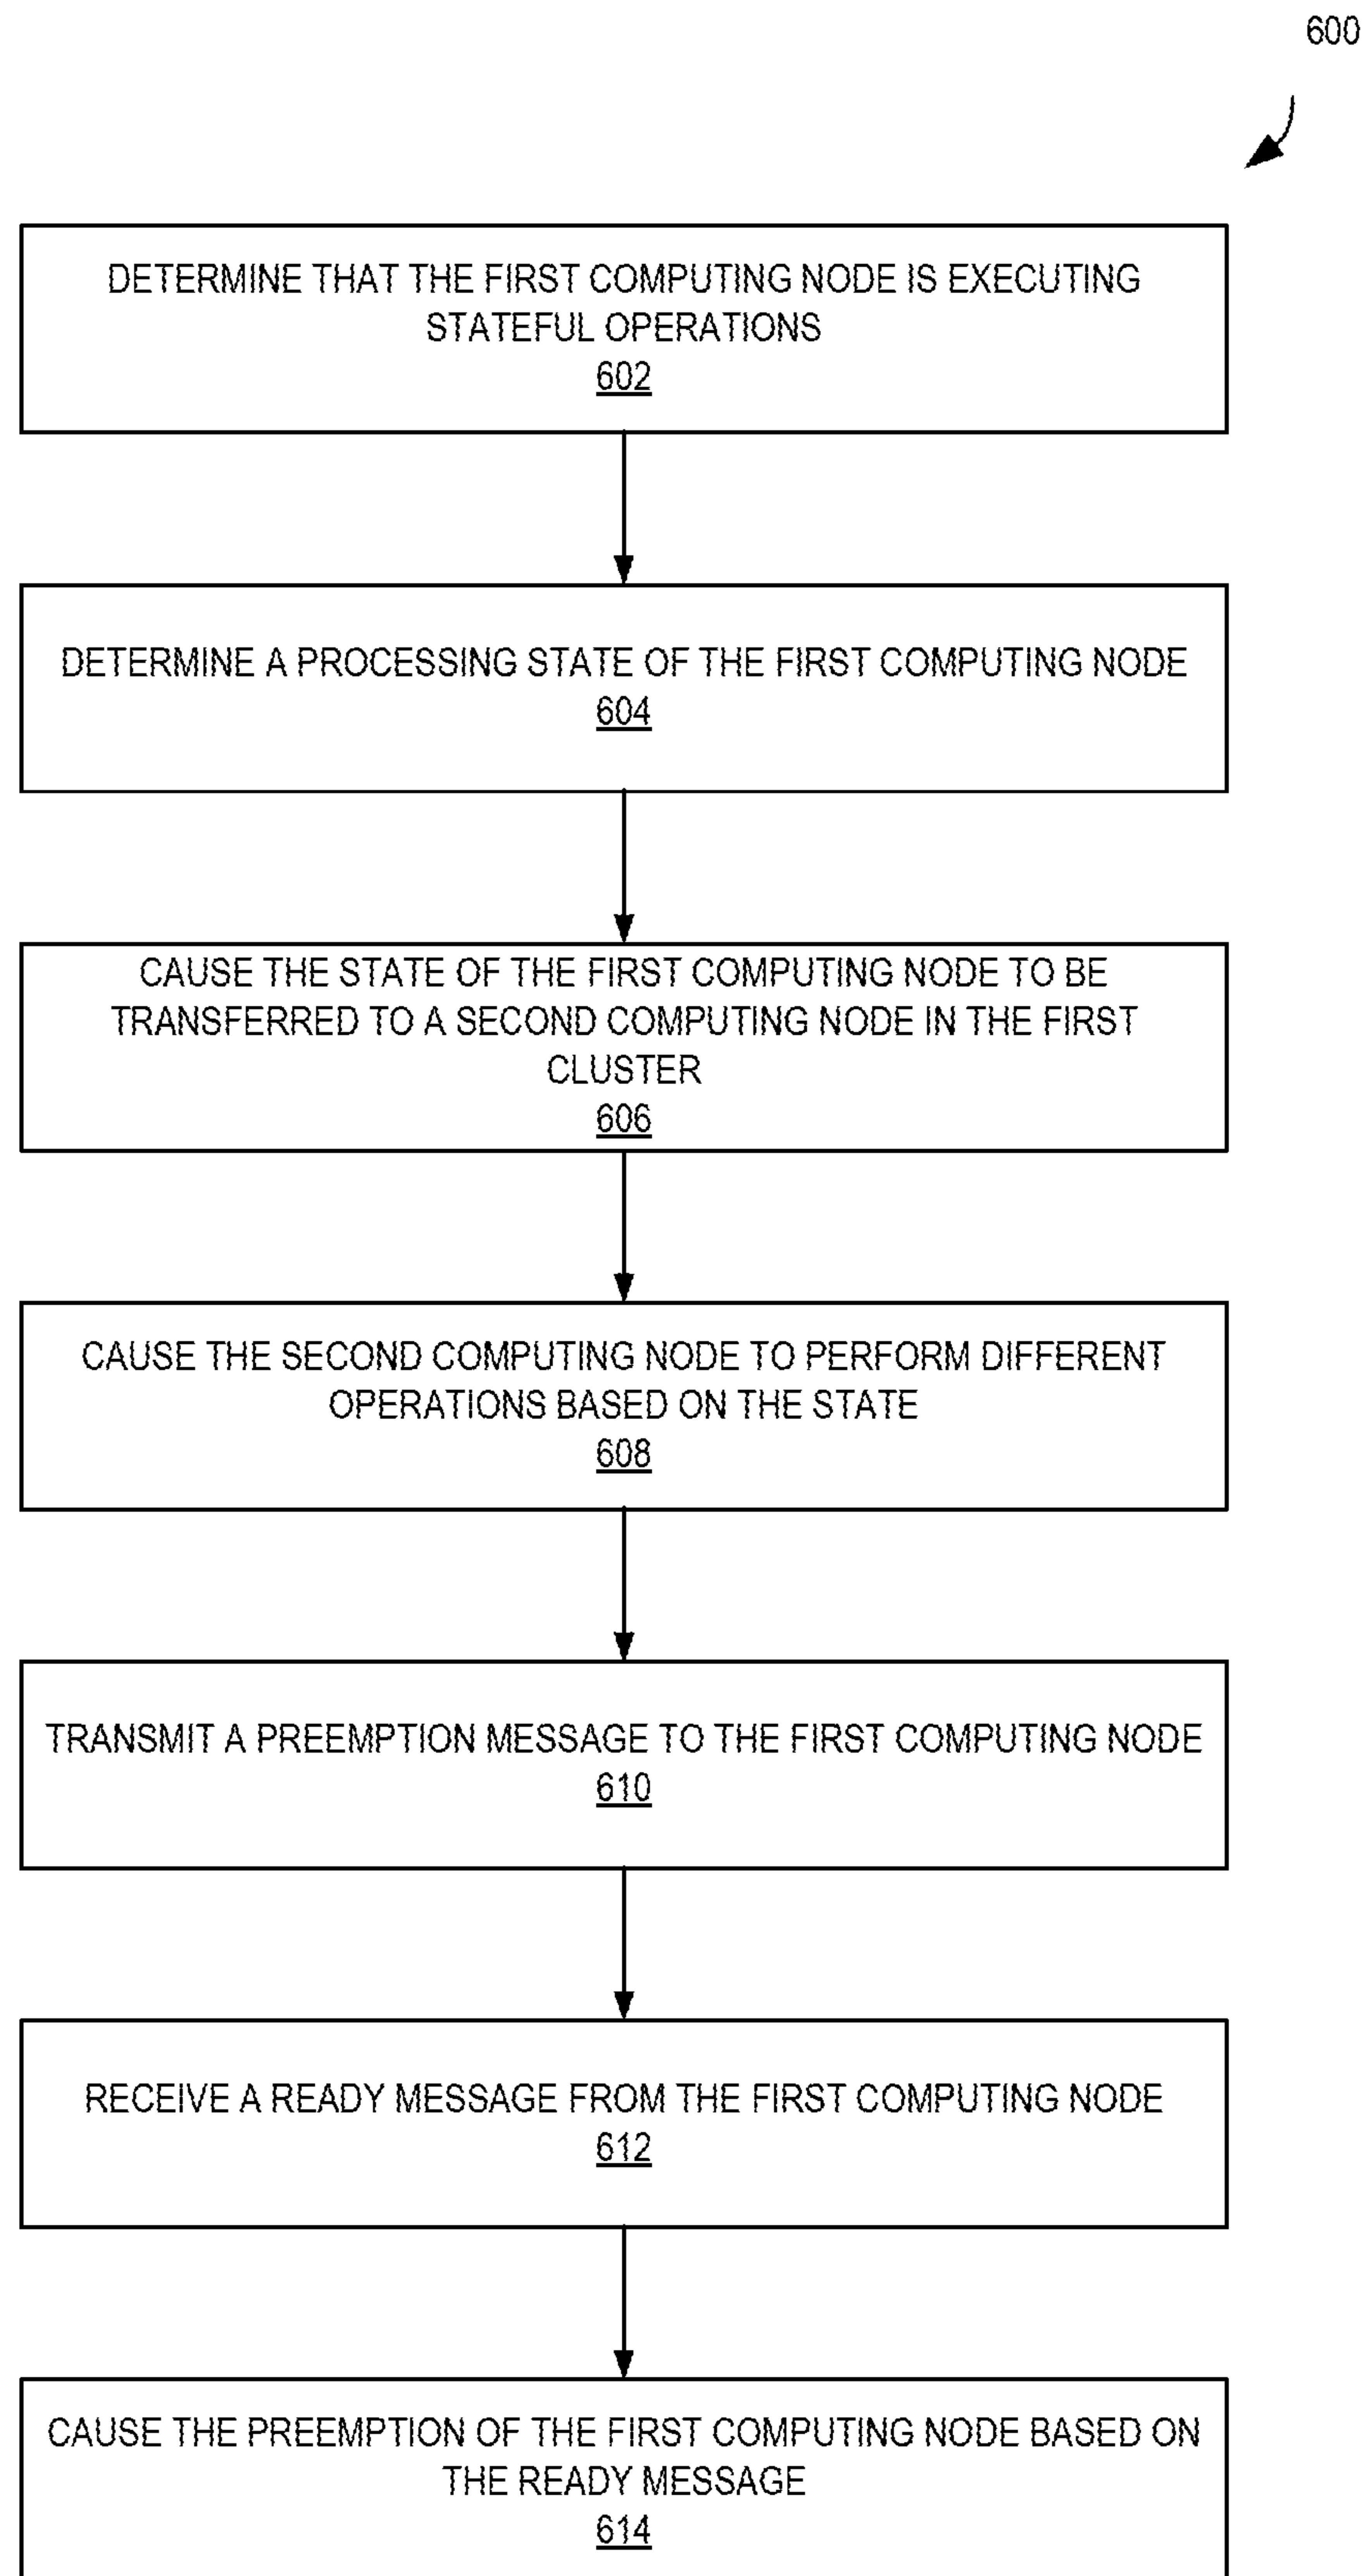 600
DETERMINE THAT THE FIRST COMPUTING NODE IS EXECUTING
STATEFUL OPERATIONS
602
DETERMINE A PROCESSING STATE OF THE FIRST COMPUTING NODE
604
CAUSE THE STATE OF THE FIRST COMPUTING NODE TO BE
TRANSFERRED TO A SECOND COMPUTING NODE IN THE FIRST
CLUSTER
606
CAUSE THE SECOND COMPUTING NODE TO PERFORM DIFFERENT
OPERATIONS BASED ON THE STATE
608
TRANSMIT A PREEMPTION MESSAGE TO THE FIRST COMPUTING NODE
610
RECEIVE A READY MESSAGE FROM THE FIRST COMPUTING NODE
612
CAUSE THE PREEMPTION OF THE FIRST COMPUTING NODE BASED ON
THE READY MESSAGE
614